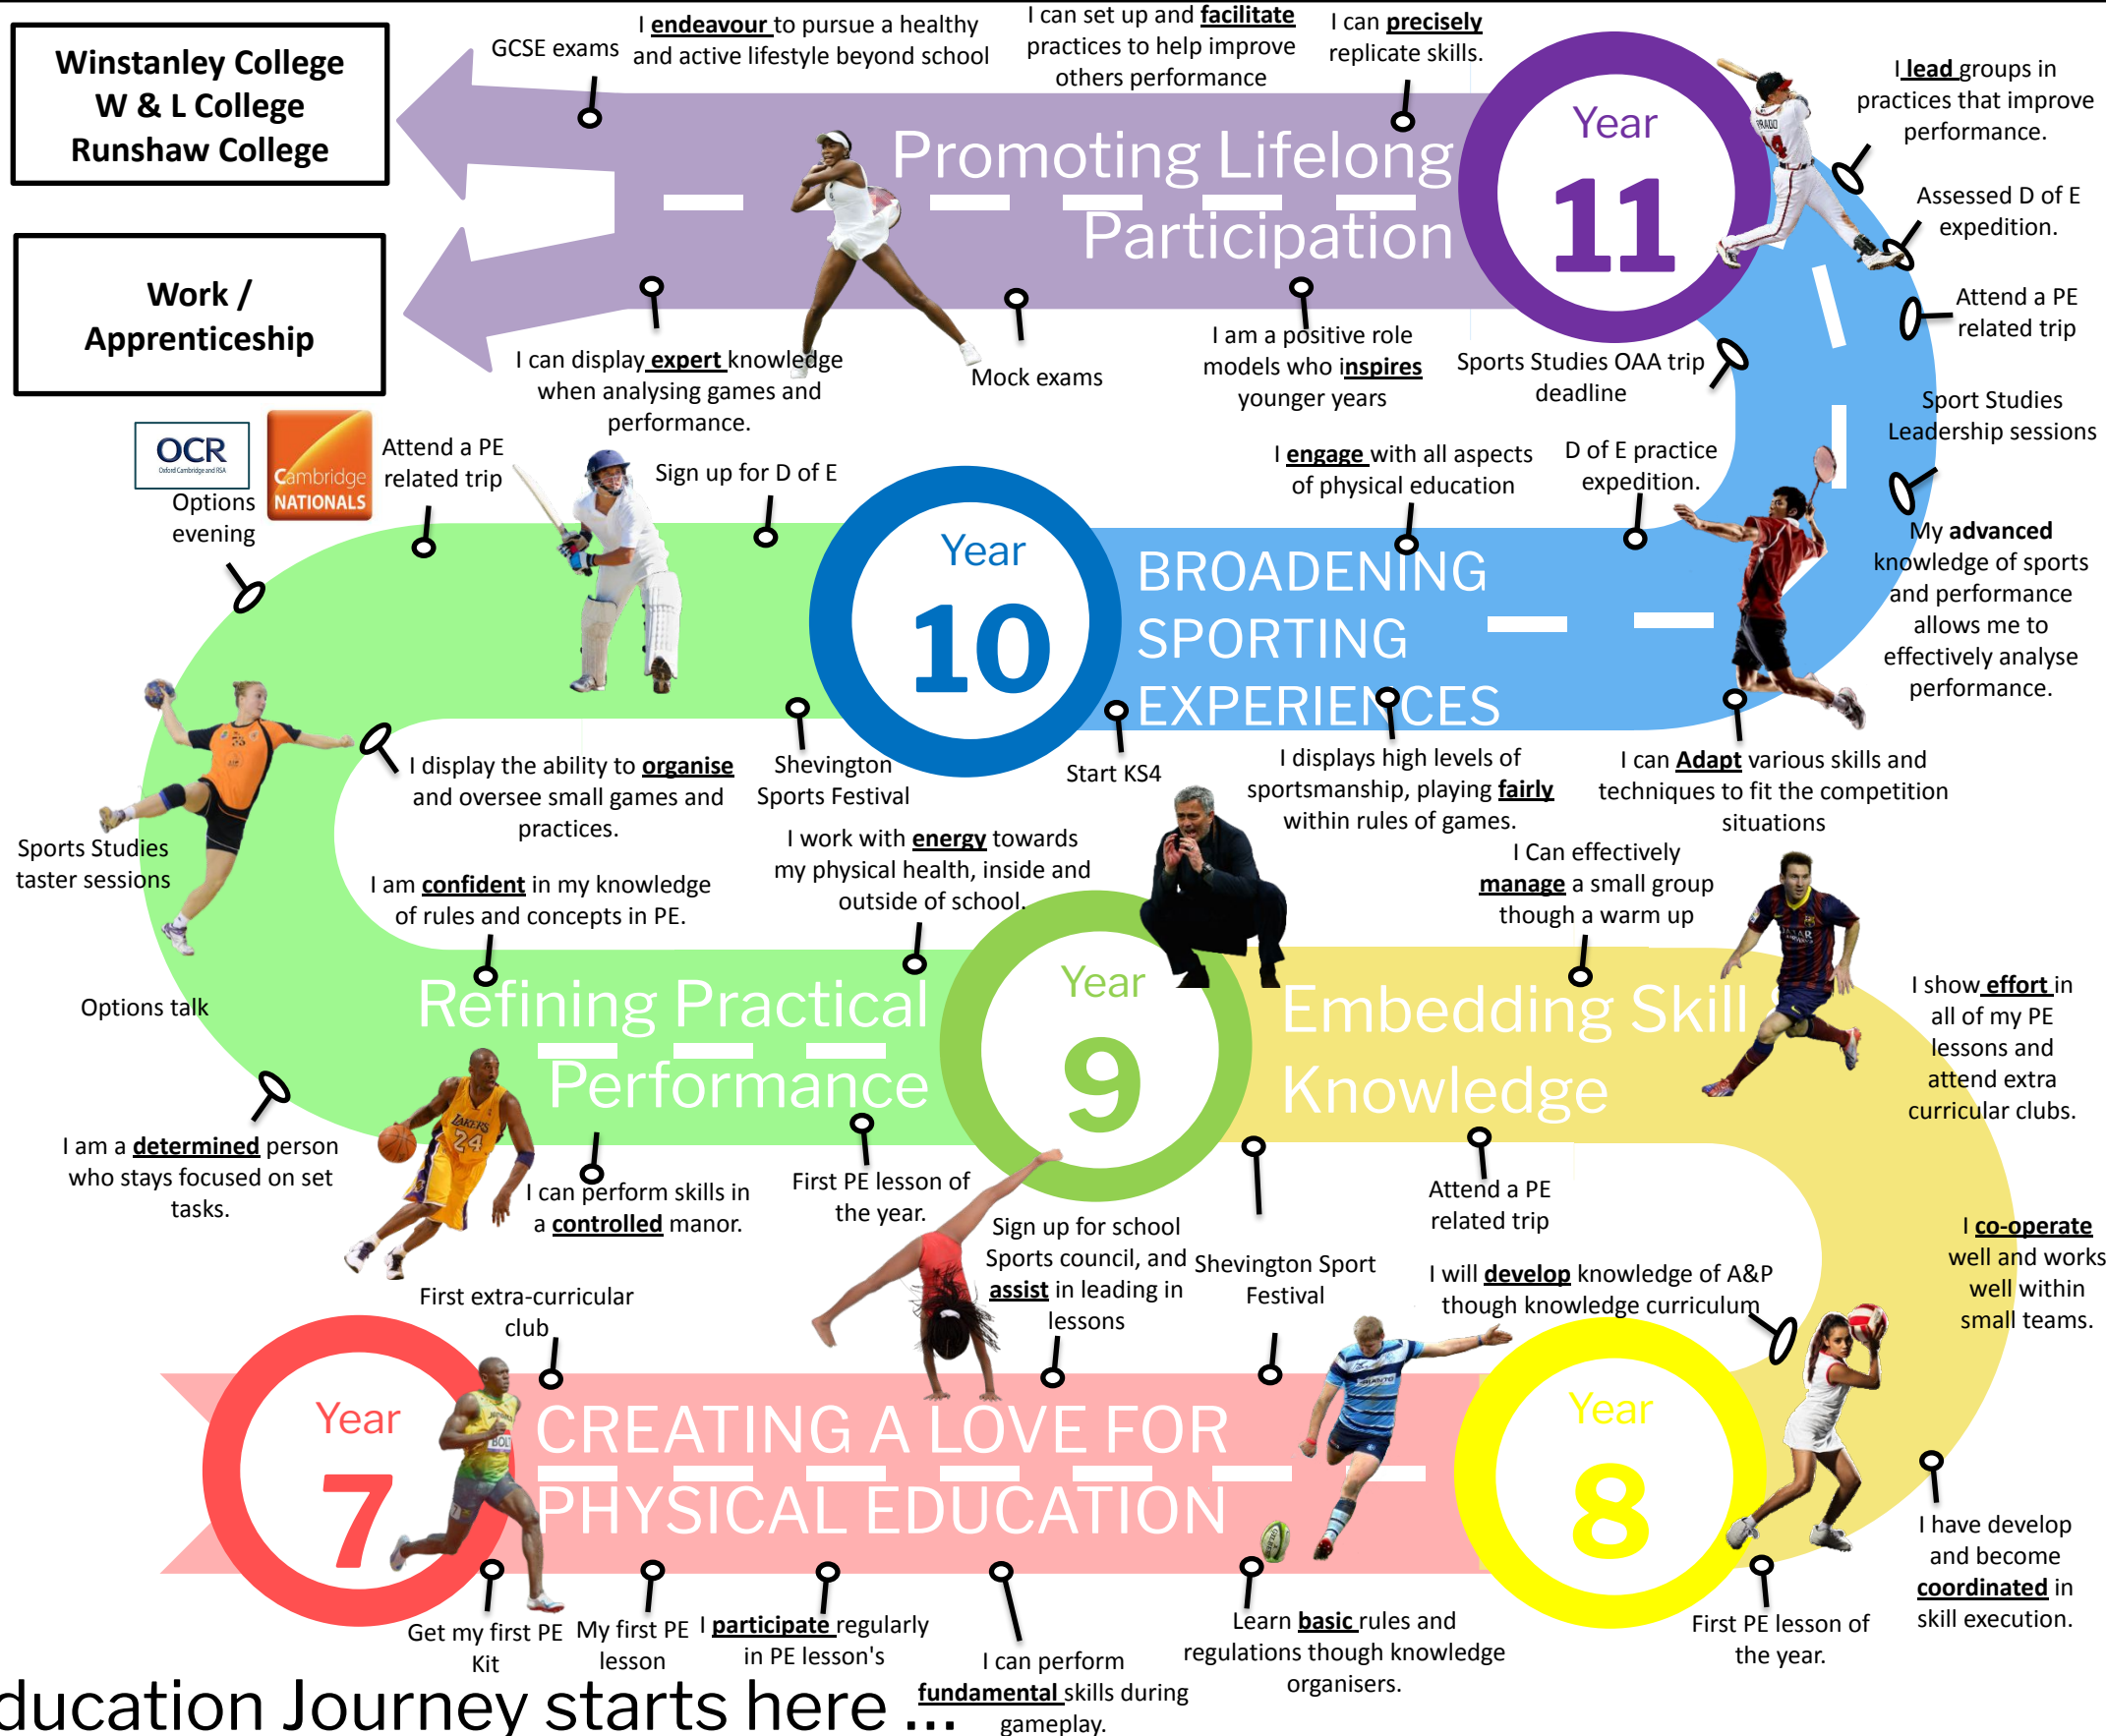 Winstanley College
W & L College
Runshaw College
Work /
Apprenticeship
GCSE exams
I endeavour to pursue a healthy
and active lifestyle beyond school
I can set up and facilitate
practices to help improve
others performance
I can precisely
replicate skills.
Promoting Lifelong
Participation
Year
11
PRADO
14
I lead groups in
practices that improve
performance.
Assessed D of E
expedition.
Attend a PE
related trip
Sport Studies
Leadership sessions
My advanced
knowledge of sports
and performance
allows me to
effectively analyse
performance.
I can display expert knowledge
when analysing games and
performance.
Mock exams
I am a positive role
models who inspires
younger years
Sports Studies OAA trip
deadline
OCR
Oxford Cambridge and RSA
Cambridge
NATIONALS
Options
evening
Attend a PE
related trip
Sign up for D of E
Year
10
I engage with all aspects
of physical education
D of E practice
expedition.
BROADENING
SPORTING
EXPERIENCES
Start KS4
I displays high levels of
sportsmanship, playing fairly
within rules of games.
I can Adapt various skills and
techniques to fit the competition
situations
I display the ability to organise
and oversee small games and
practices.
Shevington
Sports Festival
Sports Studies
taster sessions
I am confident in my knowledge
of rules and concepts in PE.
I work with energy towards
my physical health, inside and
outside of school.
I Can effectively
manage a small group
though a warm up
Options talk
Refining Practical
Performance
Year
9
Embedding Skill
Knowledge
QATAR
I show effort in
all of my PE
lessons and
attend extra
curricular clubs.
I am a determined person
who stays focused on set
tasks.
LAKERS
24
I can perform skills in
a controlled manor.
First PE lesson of
the year.
Sign up for school
Sports council, and
assist in leading in
lessons
Shevington Sport
Festival
Attend a PE
related trip
I will develop knowledge of A&P
though knowledge curriculum
I co-operate
well and works
well within
small teams.
First extra-curricular
club
Year
7
BOLT
CREATING A LOVE FOR
PHYSICAL EDUCATION
Year
8
I have develop
and become
coordinated in
skill execution.
Get my first PE
Kit
My first PE
lesson
I participate regularly
in PE lesson's
I can perform
fundamental skills during
gameplay.
Learn basic rules and
regulations though knowledge
organisers.
First PE lesson of
the year.
ducation Journey starts here ...